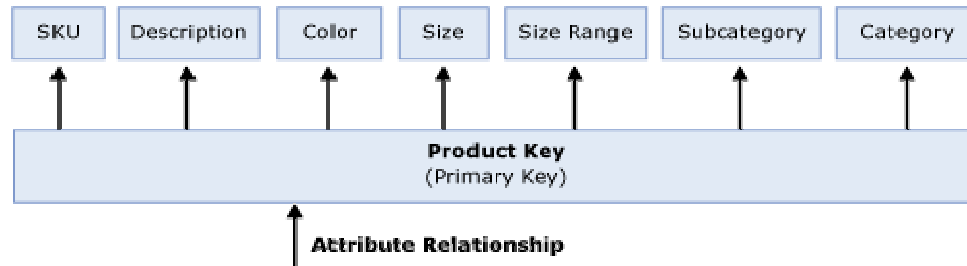 SKU Description Color Size Size Range Subcategory Category
Product Key
(Primary Key)
Attribute Relationship